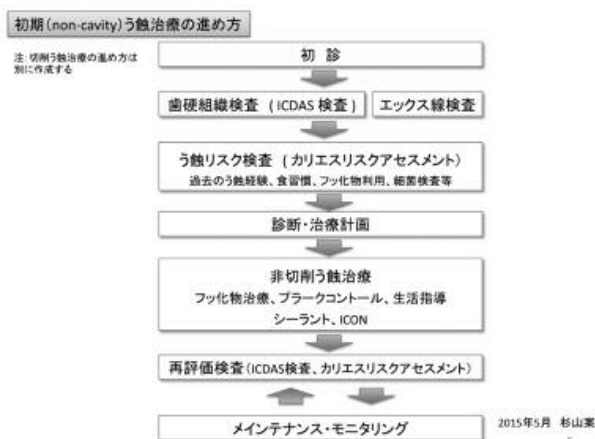 初期(non-cavity)う蝕治療の進め方
注:切削う蝕治療の進め方は
別に作成する
初 診
歯硬組織検査 (ICDAS 検査)
エックス線検査
う蝕リスク検査 (カリエスリスクアセスメント)
過去のう蝕経験、食習慣、フッ化物利用、細菌検査等
診断・治療計画
非切削う蝕治療
フッ化物治療、プラークコントロール、生活指導
シーラント、ICON
再評価検査(ICDAS検査、カリエスリスクアセスメント)
メインテナンス・モニタリング
2015年5月 杉山案